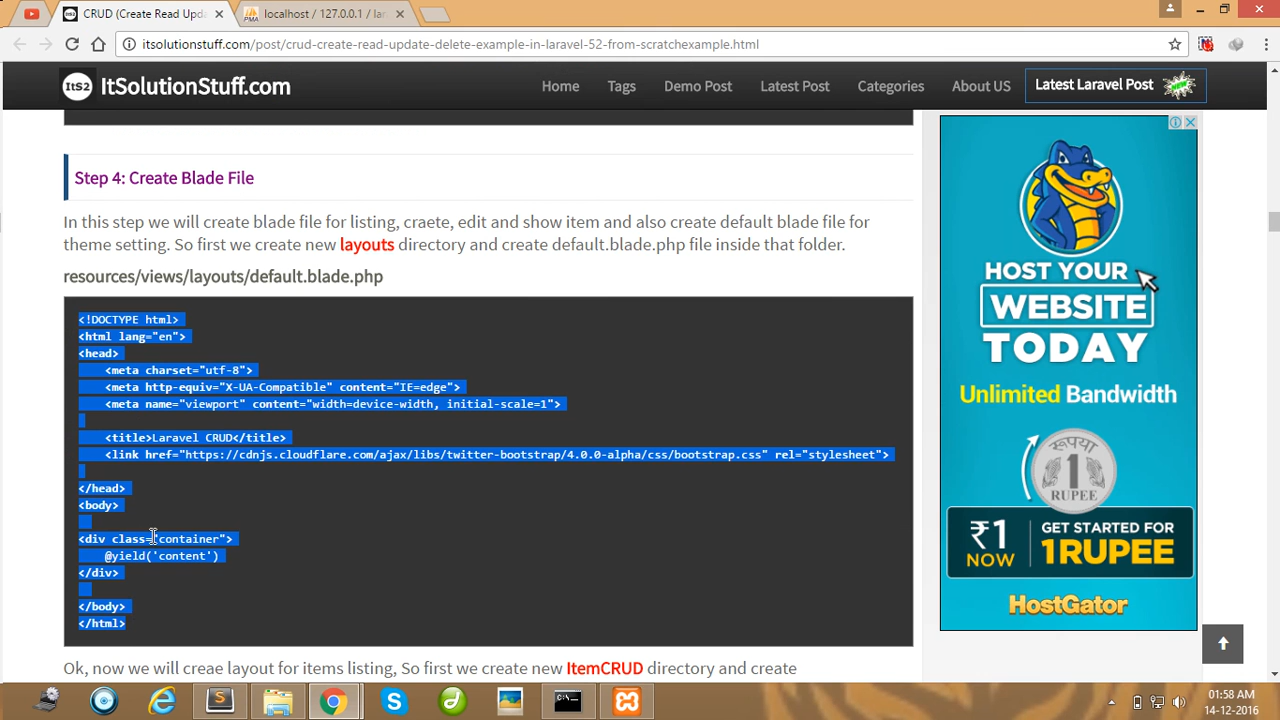 CRUD (Create Read Upda
localhost / 127.0.0.1 / lar
itsolutionstuff.com/post/crud-create-read-update-delete-example-in-laravel-52-from-scratchexample.html
ItS2 ItSolutionStuff.com
Home
Tags
Demo Post
Latest Post
Categories
About US
Latest Laravel Post
Step 4: Create Blade File
In this step we will create blade file for listing, craete, edit and show item and also create default blade file for
theme setting. So first we create new layouts directory and create default.blade.php file inside that folder.
resources/views/layouts/default.blade.php
<!DOCTYPE html>
<html lang="en">
<head>
<meta charset="utf-8">
<meta http-equiv="X-UA-Compatible" content="IE=edge">
<meta name="viewport" content="width=device-width, initial-scale=1">
<title>Laravel CRUD</title>
<link href="https://cdnjs.cloudflare.com/ajax/libs/twitter-bootstrap/4.0.0-alpha/css/bootstrap.css" rel="stylesheet">
</head>
<body>
<div class="container">
@yield('content')
</div>
</body>
</html>
Ok, now we will creae layout for items listing, So first we create new ItemCRUD directory and create
HOST YOUR
WEBSITE
TODAY
Unlimited Bandwidth
रूपया
1
RUPEE
₹1
NOW
GET STARTED FOR
1RUPEE
HostGator
01:58 AM
14-12-2016